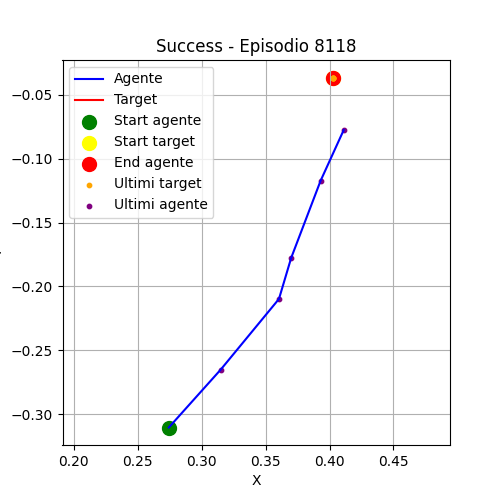 Success - Episodio 8118
Agente
Target
Start agente
Start target
End agente
Ultimi target
Ultimi agente
−0.05
−0.10
−0.15
−0.20
−0.25
−0.30
0.20 0.25 0.30 0.35 0.40 0.45
X